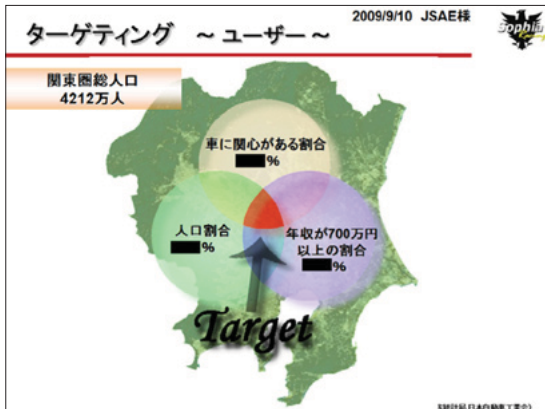 2009/9/10 JSAE様
Sophia
ターゲティング ～ ユーザー ～
関東圏総人口
4212万人
車に関心がある割合
%
人口割合
%
年収が700万円
以上の割合
%
Target